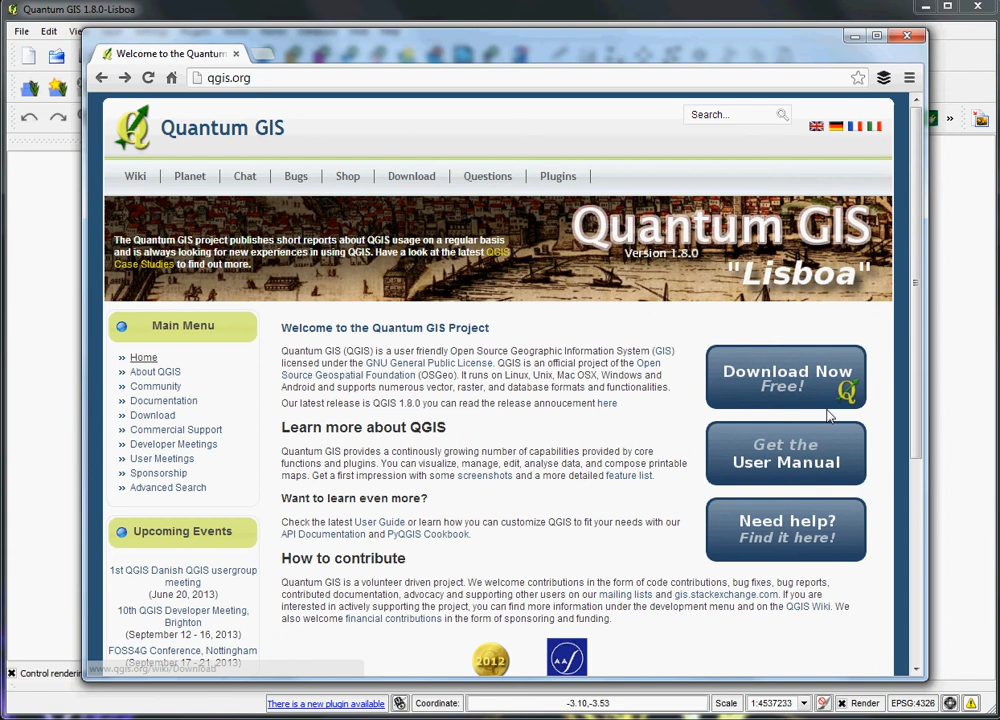 Quantum GIS 1.8.0-Lisboa
File Edit Vie
Welcome to the Quantum
qgis.org
Quantum GIS
Search...
Wiki Planet Chat Bugs Shop Download Questions Plugins
The Quantum GIS project publishes short reports about QGIS usage on a regular basis
and is always looking for new experiences in using QGIS. Have a look at the latest QGIS
Case Studies to find out more.
Quantum GIS
Version 1.8.0
"Lisboa"
Main Menu
» Home
» About QGIS
» Community
» Documentation
» Download
» Commercial Support
» Developer Meetings
» User Meetings
» Sponsorship
» Advanced Search
Upcoming Events
1st QGIS Danish QGIS usergroup
meeting
(June 20, 2013)
10th QGIS Developer Meeting,
Brighton
(September 12 - 16, 2013)
FOSS4G Conference, Nottingham
(September 17 - 21, 2013)
www.qgis.org/wiki/Download
Welcome to the Quantum GIS Project
Quantum GIS (QGIS) is a user friendly Open Source Geographic Information System (GIS)
licensed under the GNU General Public License. QGIS is an official project of the Open
Source Geospatial Foundation (OSGeo). It runs on Linux, Unix, Mac OSX, Windows and
Android and supports numerous vector, raster, and database formats and functionalities.
Our latest release is QGIS 1.8.0 you can read the release annoucement here
Learn more about QGIS
Quantum GIS provides a continously growing number of capabilities provided by core
functions and plugins. You can visualize, manage, edit, analyse data, and compose printable
maps. Get a first impression with some screenshots and a more detailed feature list.
Want to learn even more?
Check the latest User Guide or learn how you can customize QGIS to fit your needs with our
API Documentation and PyQGIS Cookbook.
How to contribute
Quantum GIS is a volunteer driven project. We welcome contributions in the form of code contributions, bug fixes, bug reports,
contributed documentation, advocacy and supporting other users on our mailing lists and gis.stackexchange.com. If you are
interested in actively supporting the project, you can find more information under the development menu and on the QGIS Wiki. We
also welcome financial contributions in the form of sponsoring and funding.
Download Now
Free!
Get the
User Manual
Need help?
Find it here!
2012
Control renderin
There is a new plugin available Coordinate: -3.10,-3.53 Scale 1:4537233 Render EPSG:4326